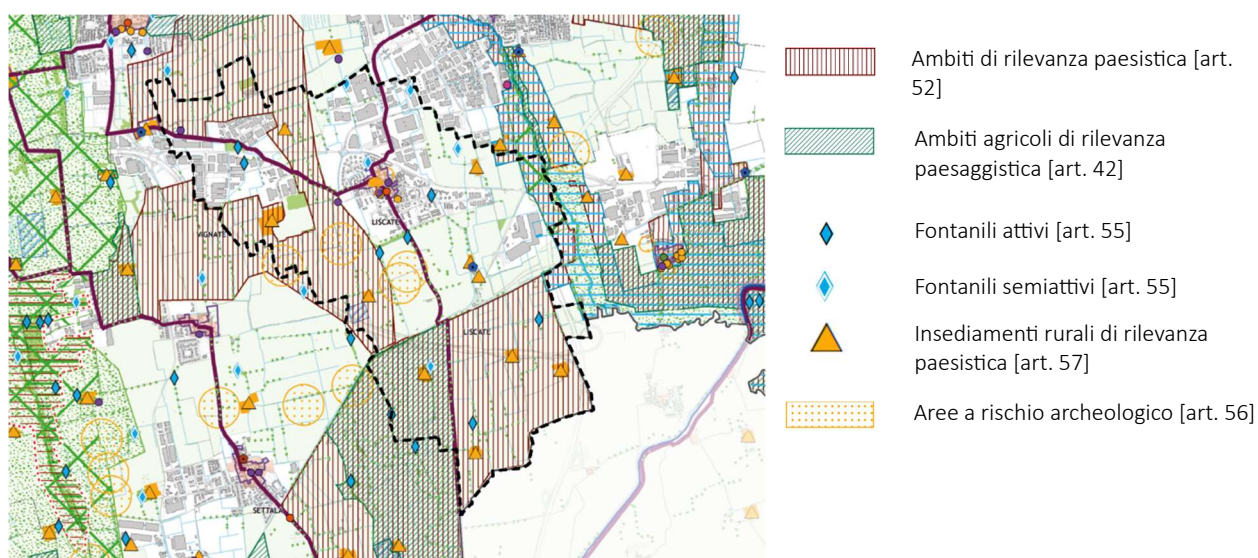 Ambiti di rilevanza paesistica [art.
52]
Ambiti agricoli di rilevanza
paesaggistica [art. 42]
Fontanili attivi [art. 55]
Fontanili semiattivi [art. 55]
Insediamenti rurali di rilevanza
paesistica [art. 57]
Aree a rischio archeologico [art. 56]
LISCATE
LISCATE
SETTALA